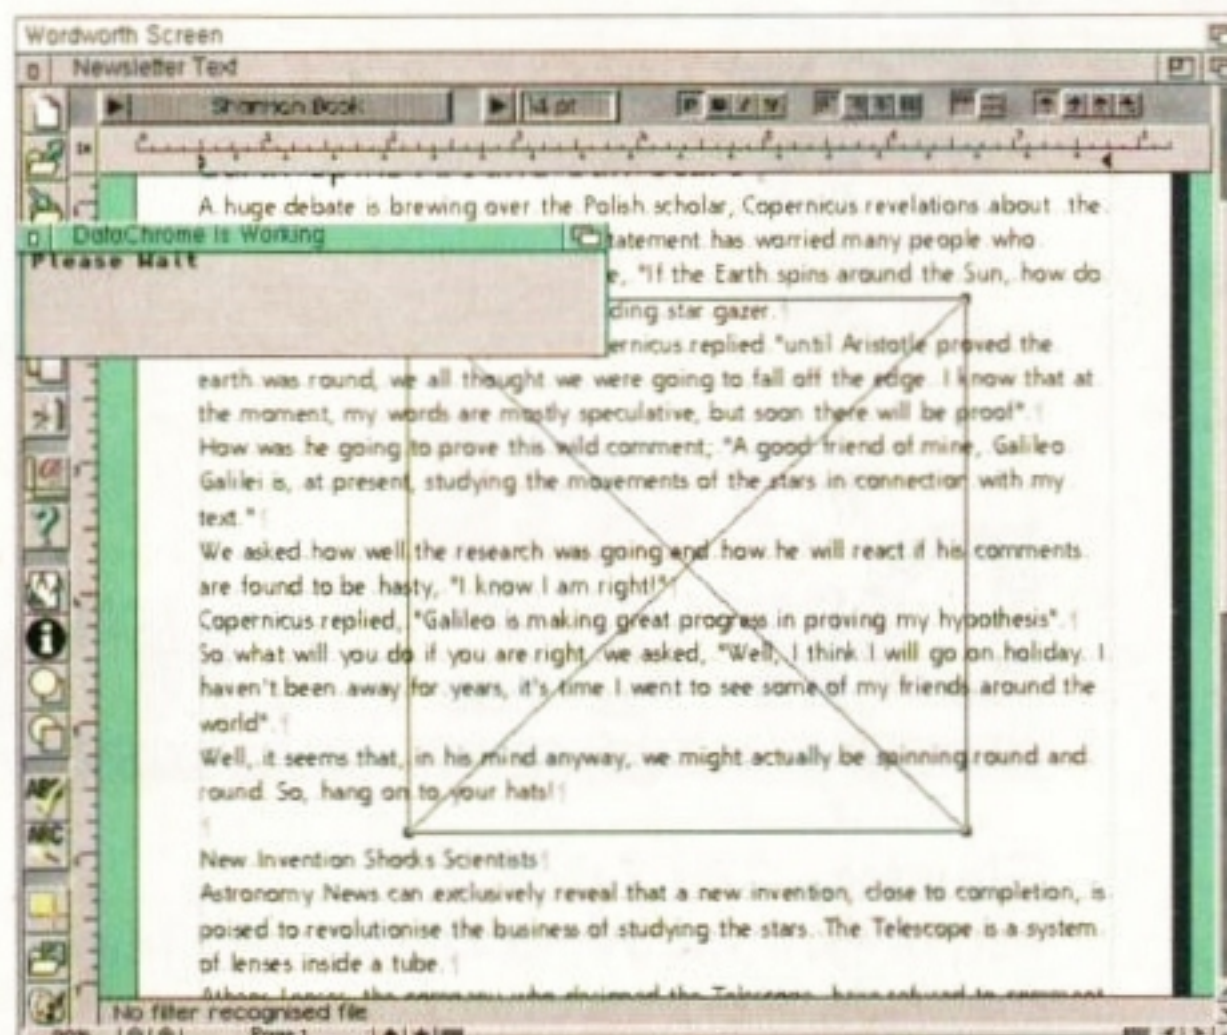 Wordworth Screen
Newsletter Text
Shannon Book
14 pt
A huge debate is brewing over the Polish scholar, Copernicus revelations about the
DataChrome Is Working
tatement has worried many people who
Please Wait
e, "If the Earth spins around the Sun, how do
ding star gazer.
ernicus replied "until Aristotle proved the
earth was round, we all thought we were going to fall off the edge. I know that at
the moment, my words are mostly speculative, but soon there will be proof".
How was he going to prove this wild comment; "A good friend of mine, Galileo
Galilei is, at present, studying the movements of the stars in connection with my
text."
We asked how well the research was going and how he will react if his comments
are found to be hasty, "I know I am right!"
Copernicus replied, "Galileo is making great progress in proving my hypothesis".
So what will you do if you are right, we asked, "Well, I think I will go on holiday. I
haven't been away for years, it's time I went to see some of my friends around the
world".
Well, it seems that, in his mind anyway, we might actually be spinning round and
round. So, hang on to your hats!
New Invention Shocks Scientists
Astronomy News can exclusively reveal that a new invention, close to completion, is
poised to revolutionise the business of studying the stars. The Telescope is a system
of lenses inside a tube.
No filter recognised file
Page 1